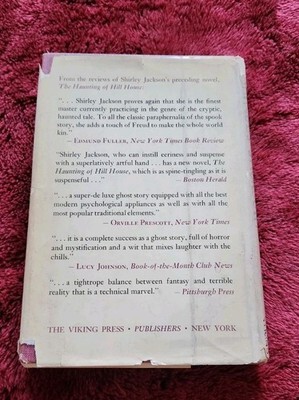 From the reviews of Shirley Jackson's preceding novel,
The Haunting of Hill House:
". . . Shirley Jackson proves again that she is the finest
master currently practicing in the genre of the cryptic,
haunted tale. To all the classic paraphernalia of the spook
story, she adds a touch of Freud to make the whole world
kin."
— EDMUND FULLER, New York Times Book Review
"Shirley Jackson, who can instill eeriness and suspense
with a superlatively artful hand . . . has a new novel, The
Haunting of Hill House, which is as spine-tingling as it is
suspenseful . . ."
— Boston Herald
". . . a super-de luxe ghost story equipped with all the best
modern psychological appliances as well as with all the
most popular traditional elements."
— ORVILLE PRESCOTT, New York Times
". . . it is a complete success as a ghost story, full of horror
and mystification and a wit that mixes laughter with the
chills."
— LUCY JOHNSON, Book-of-the-Month Club News
". . . a tightrope balance between fantasy and terrible
reality that is a technical marvel."
— Pittsburgh Press
THE VIKING PRESS • PUBLISHERS • NEW YORK